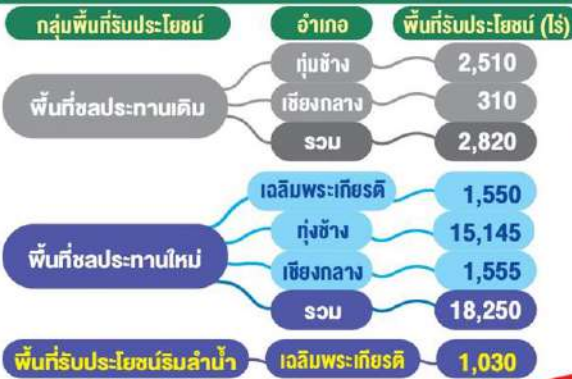 กลุ่มพื้นที่รับประโยชน์ อำเภอ พื้นที่รับประโยชน์ (ไร่)
พื้นที่ชลประทานเดิม
ทุ่มช้าง 2,510
เชียงกลาง 310
รวม 2,820
พื้นที่ชลประทานใหม่
เฉลิมพระเกียรติ 1,550
ทุ่งช้าง 15,145
เชียงกลาง 1,555
รวม 18,250
พื้นที่รับประโยชน์ริมลำน้ำ เฉลิมพระเกียรติ 1,030